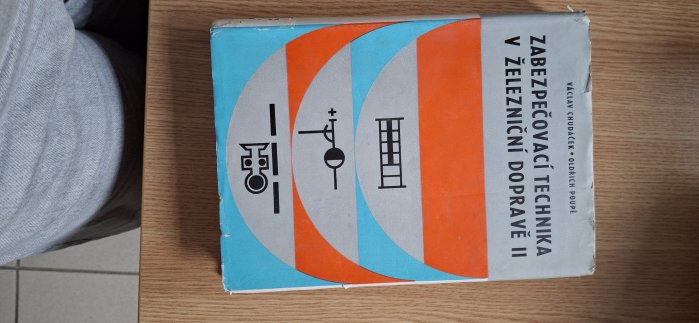 VÁCLAV CHUDÁČEK • OLDŘICH POUPĚ
ZABEZPEČOVACÍ TECHNIKA
V ŽELEZNIČNÍ DOPRAVĚ II